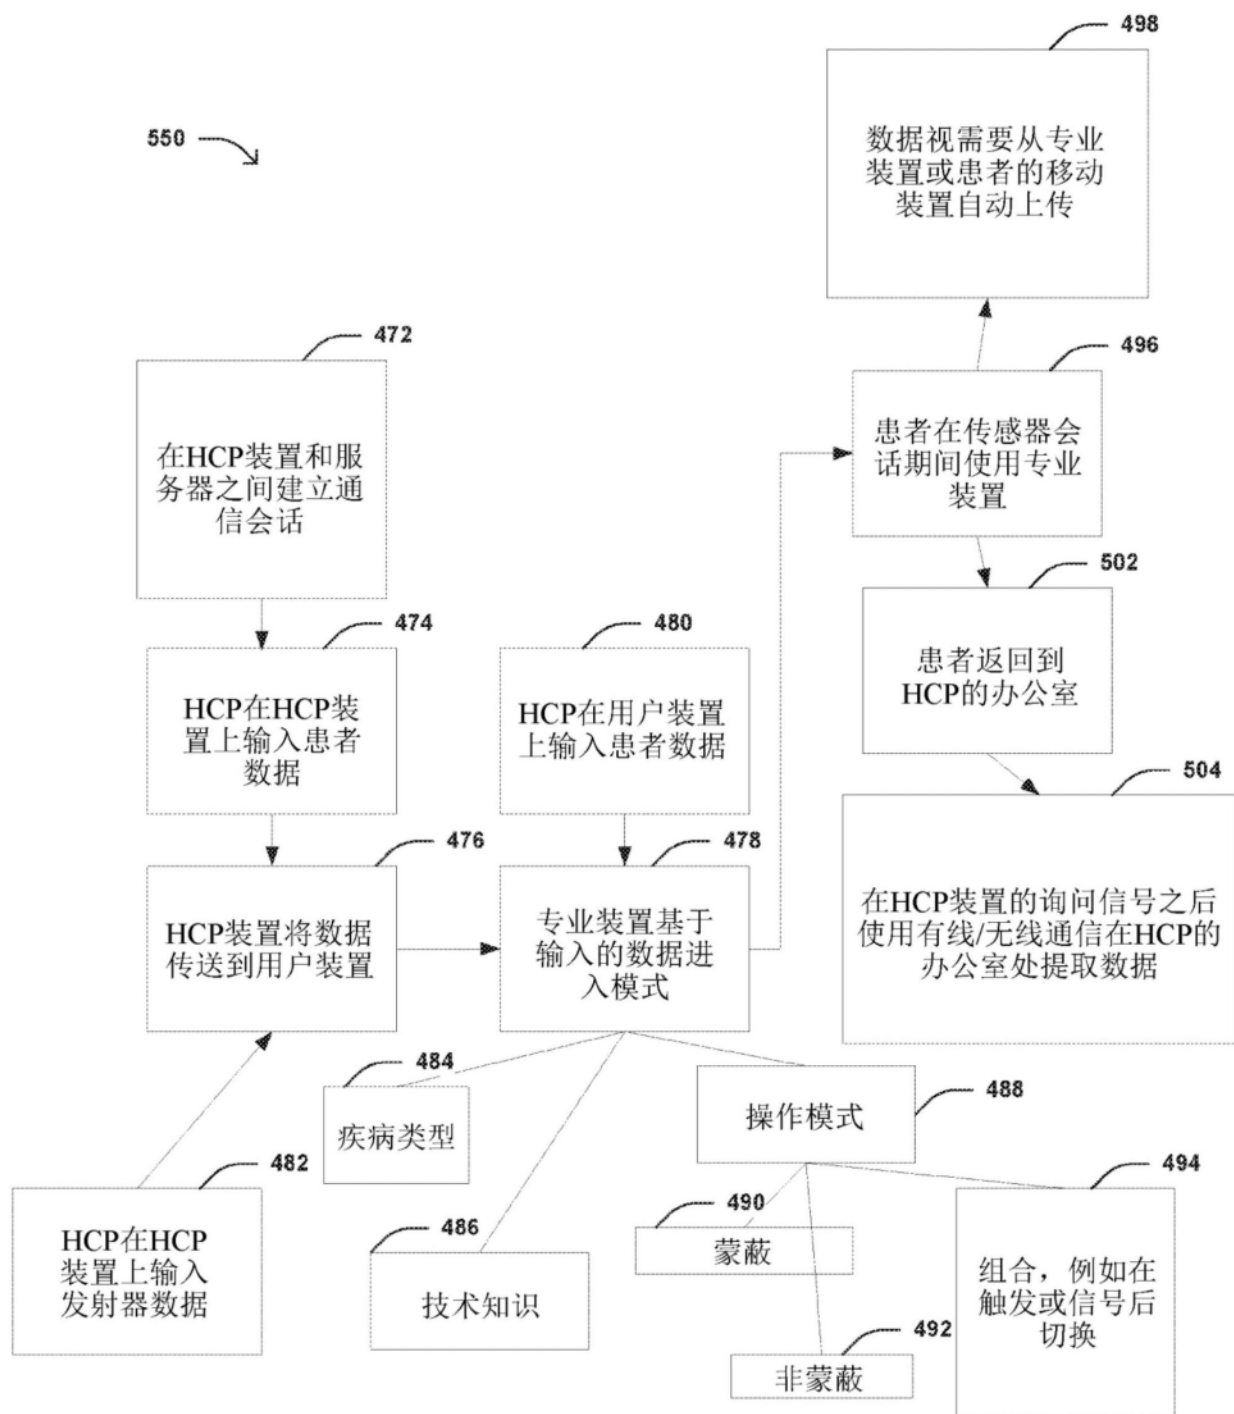 498
数据视需要从专业
装置或患者的移动
装置自动上传
550
472
在HCP装置和服
务器之间建立通
信会话
496
患者在传感器会
话期间使用专业
装置
474
HCP在HCP装
置上输入患者
数据
480
HCP在用户装置
上输入患者数据
502
患者返回到
HCP的办公室
476
HCP装置将数据
传送到用户装置
478
专业装置基于
输入的数据进
入模式
504
在HCP装置的询问信号之后
使用有线/无线通信在HCP的
办公室处提取数据
484
疾病类型
488
操作模式
482
HCP在HCP
装置上输入
发射器数据
486
技术知识
490
蒙蔽
492
非蒙蔽
494
组合，例如在
触发或信号后
切换